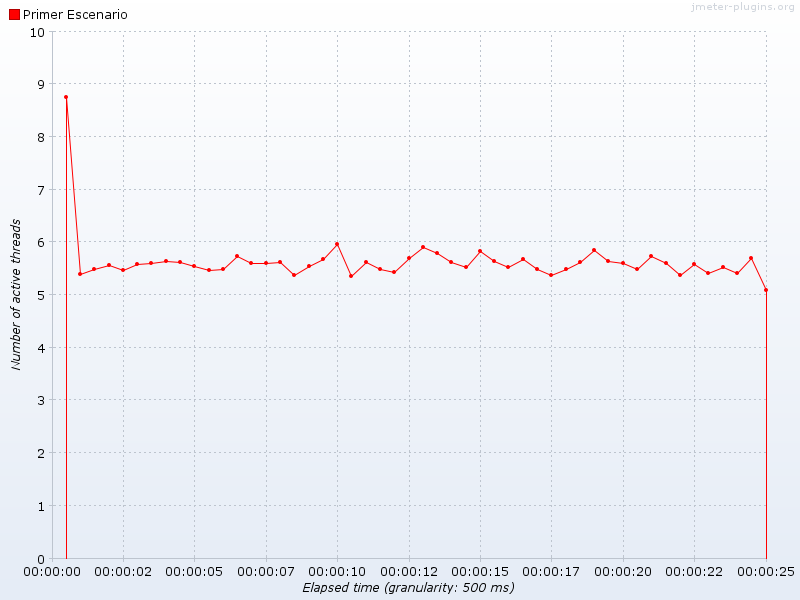 jmeter-plugins.org
Primer Escenario
10
9
8
7
6
5
4
3
2
1
0
Number of active threads
00:00:00 00:00:02 00:00:05 00:00:07 00:00:10 00:00:12 00:00:15 00:00:17 00:00:20 00:00:22 00:00:25
Elapsed time (granularity: 500 ms)